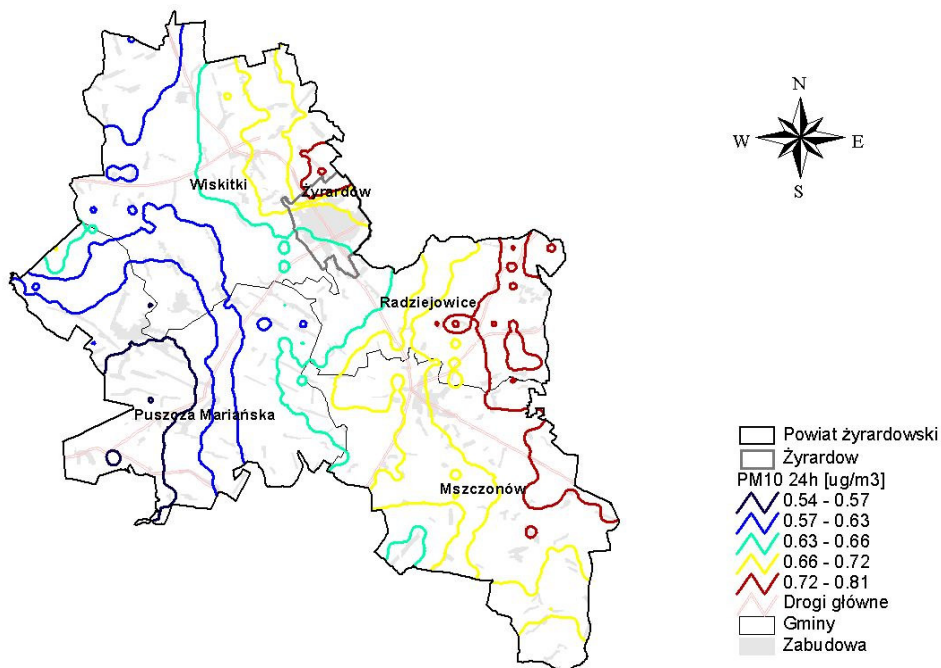 N
W
E
S
Wiskitki
Żyrardów
Radziejowice
Puszcza Mariańska
Mszczonów
Powiat żyrardowski
Żyrardow
PM10 24h [ug/m3]
0.54 - 0.57
0.57 - 0.63
0.63 - 0.66
0.66 - 0.72
0.72 - 0.81
Drogi główne
Gminy
Zabudowa